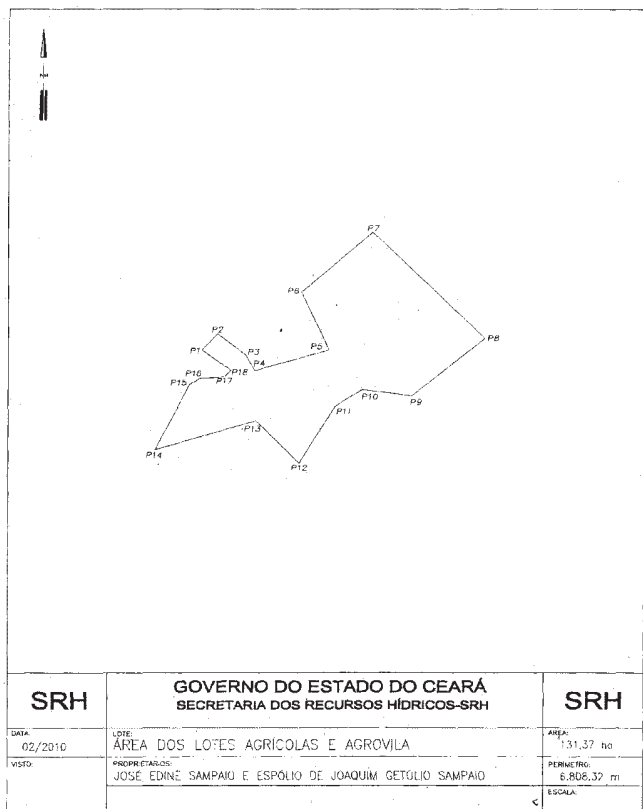 P7
P6
P2
P8
P1
P3
P5
P4
P18
P16
P17
P15
P10
P9
P11
P13
P14
P12
SRH
GOVERNO DO ESTADO DO CEARÁ
SECRETARIA DOS RECURSOS HÍDRICOS-SRH
SRH
DATA:
02/2010
LOTE:
ÁREA DOS LOTES AGRÍCOLAS E AGROVILA
ÁREA:
131,37 ha
VISTO:
PROPRIETÁRIOS:
JOSÉ EDINE SAMPAIO E ESPÓLIO DE JOAQUIM GETÚLIO SAMPAIO
PERÍMETRO:
6.808,32 m
ESCALA: